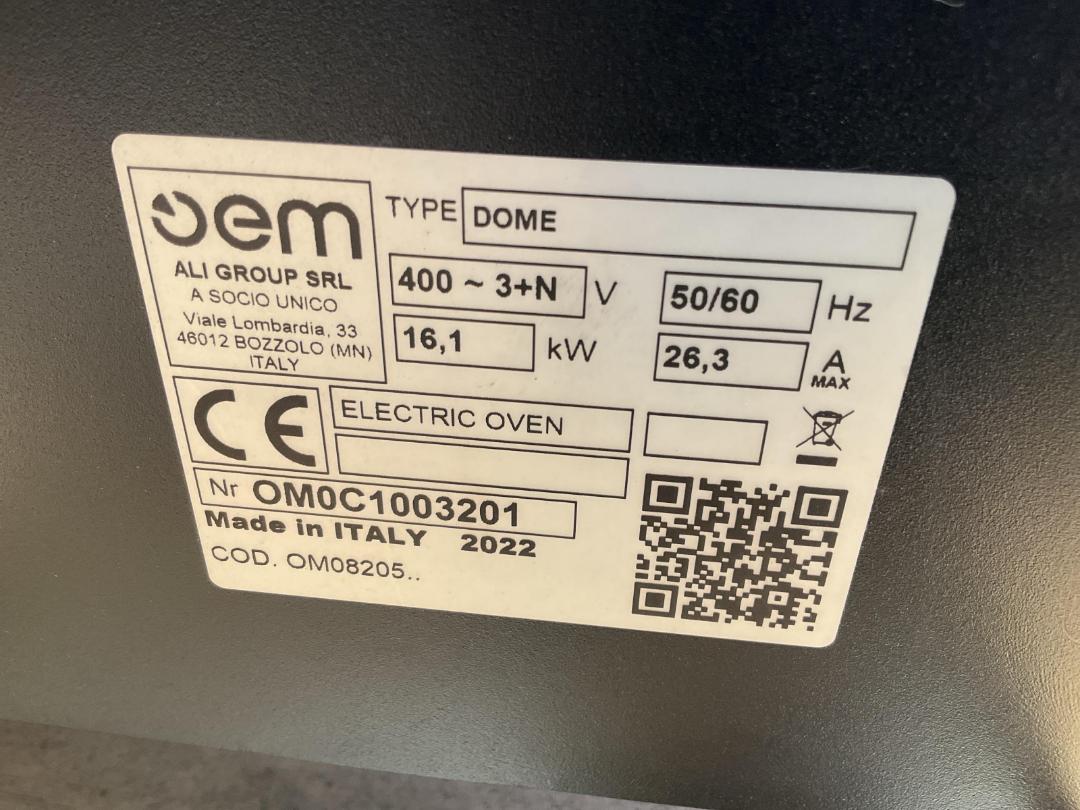 oem
ALI GROUP SRL
A SOCIO UNICO
Viale Lombardia, 33
46012 BOZZOLO (MN)
ITALY
TYPE DOME
400 ~ 3+N V 50/60 Hz
16,1 kW 26,3 A
MAX
CE ELECTRIC OVEN
Nr OM0C1003201
Made in ITALY 2022
COD. OM08205..